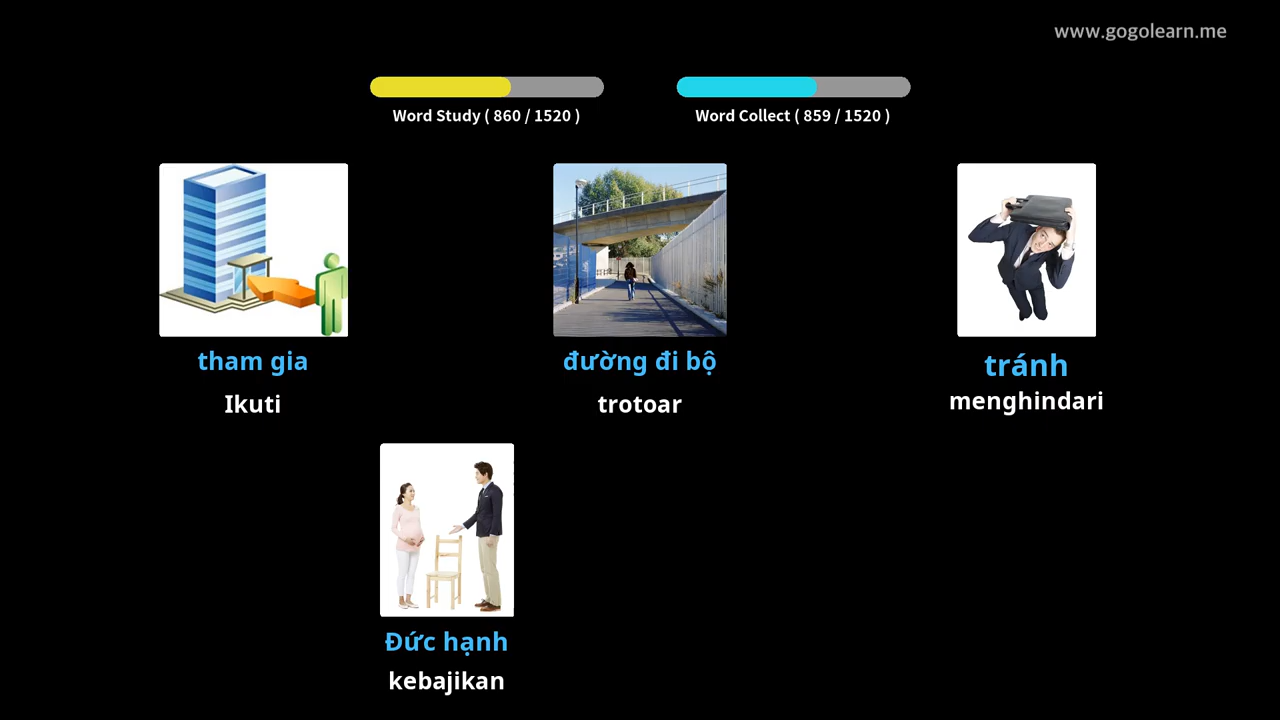 www.gogolearn.me
Word Study ( 860 / 1520 )
Word Collect ( 859 / 1520 )
tham gia
Ikuti
đường đi bộ
trotoar
tránh
menghindari
Đức hạnh
kebajikan